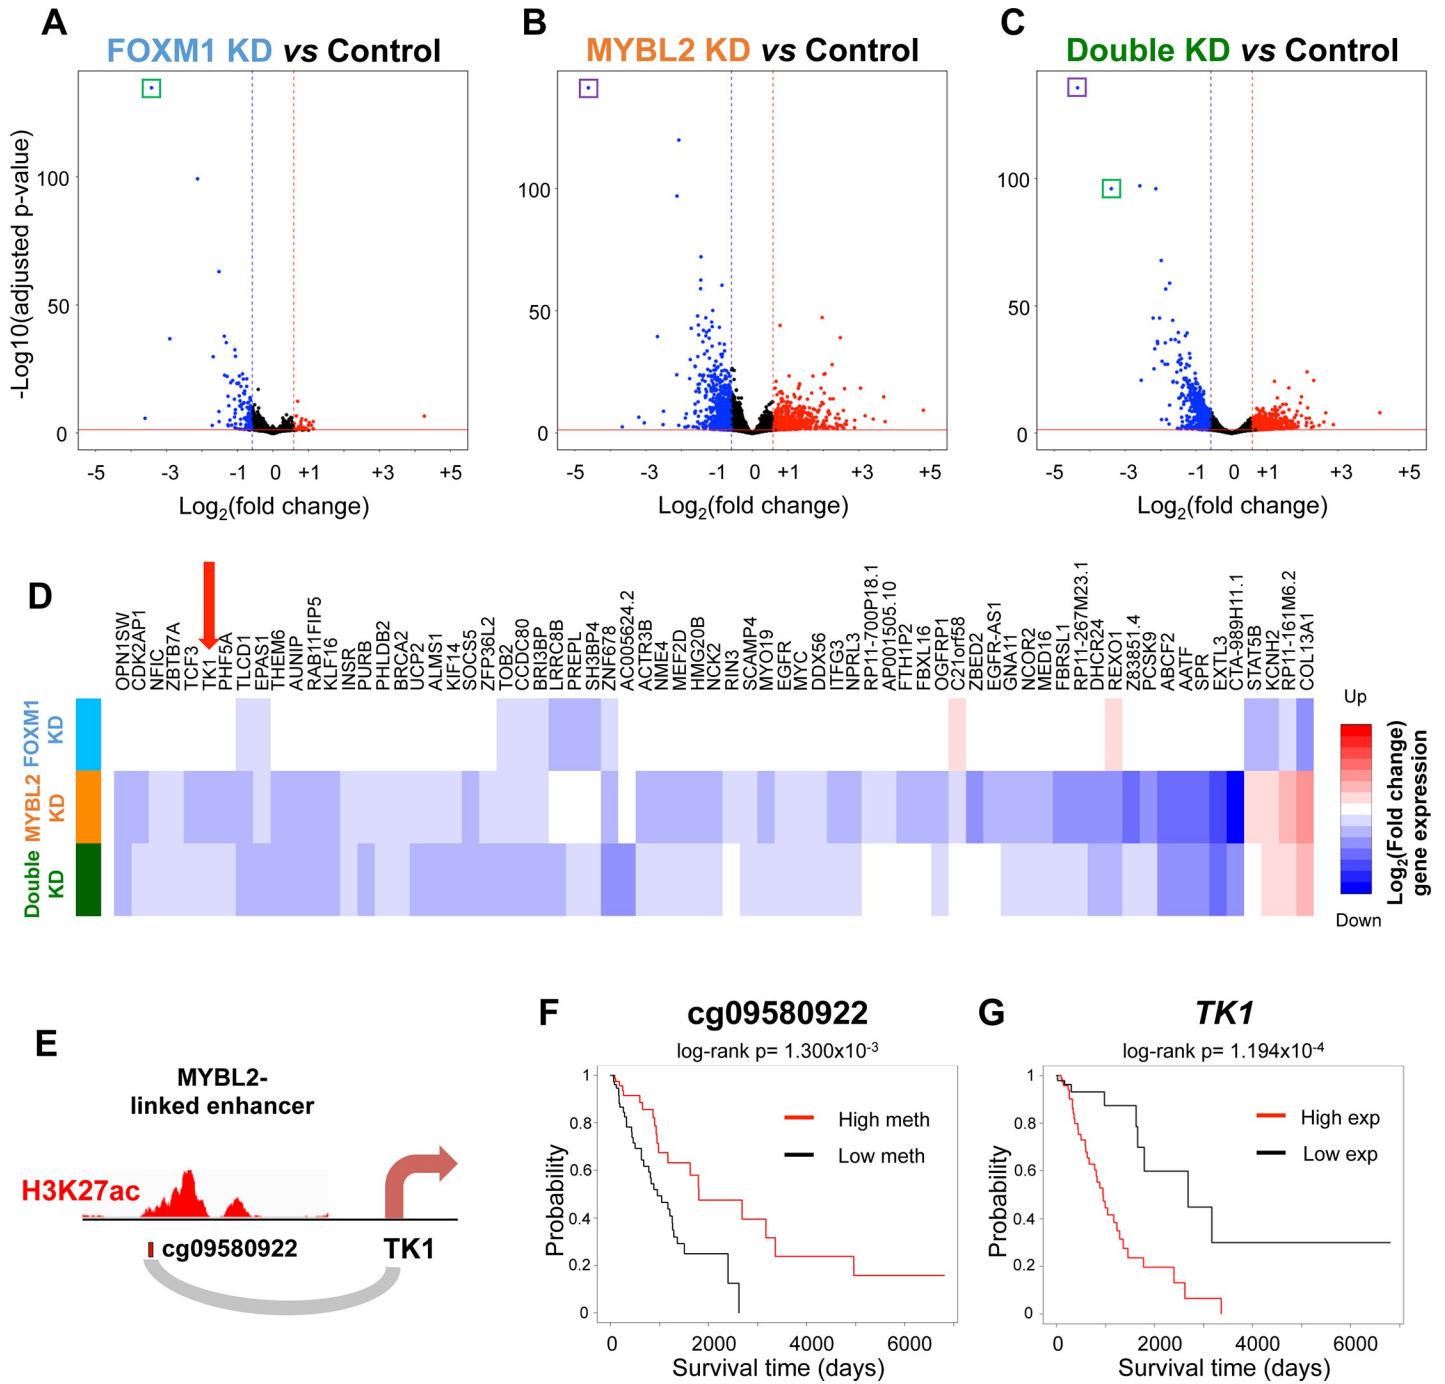 A
FOXM1 KD vs Control
-Log10(adjusted p-value)
100
50
0
-5 -3 -1 0 +1 +3 +5
Log2(fold change)
B
MYBL2 KD vs Control
100
50
0
-5 -3 -1 0 +1 +3 +5
Log2(fold change)
C
Double KD vs Control
100
50
0
-5 -3 -1 0 +1 +3 +5
Log2(fold change)
D
OPN1SW
CDK2AP1
NFIC
ZBTB7A
TCF3
TK1
PHF5A
TLCD1
EPAS1
THEM6
AUNIP
RAB11FIP5
KLF16
INSR
PURB
PHLDB2
BRCA2
UCP2
ALMS1
KIF14
SOCS5
ZFP36L2
TOB2
CCDC80
BRI3BP
LRRC8B
PREPL
SH3BP4
ZNF678
AC005624.2
ACTR3B
NME4
MEF2D
HMG20B
NCK2
RIN3
SCAMP4
MYO19
EGFR
MYC
DDX56
ITFG3
NPRL3
RP11-700P18.1
AP001505.10
FTH1P2
FBXL16
OGFRP1
C21orf58
ZBED2
EGFR-AS1
GNA11
NCOR2
MED16
FBRSL1
RP11-267M23.1
DHCR24
REXO1
Z83851.4
PCSK9
ABCF2
AATF
SPR
EXTL3
CTA-989H11.1
STAT5B
KCNH2
RP11-161M6.2
COL13A1
FOXM1
KD
MYBL2
KD
Double
KD
Up
Down
Log2(Fold change)
gene expression
E
MYBL2-
linked enhancer
H3K27ac
cg09580922
TK1
F
cg09580922
log-rank p= 1.300x10-3
Probability
1
0.8
0.6
0.4
0.2
0
High meth
Low meth
0 2000 4000 6000
Survival time (days)
G
TK1
log-rank p= 1.194x10-4
Probability
1
0.8
0.6
0.4
0.2
0
High exp
Low exp
0 2000 4000 6000
Survival time (days)